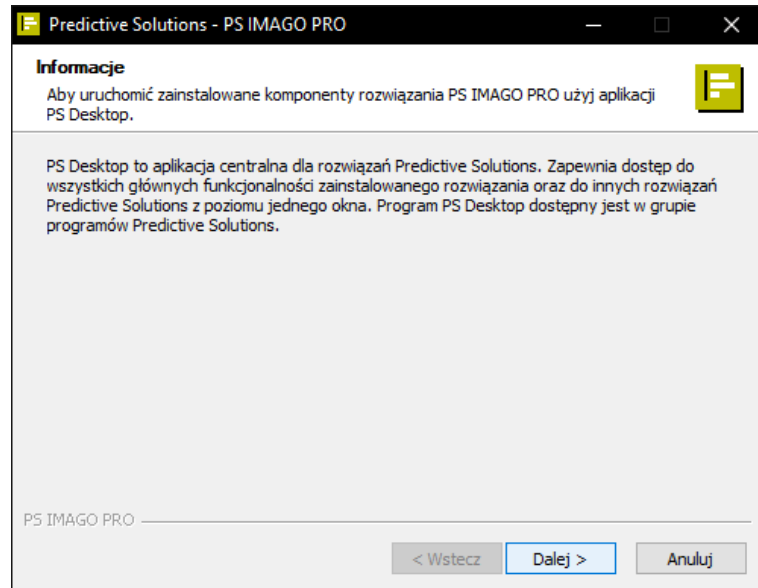 Predictive Solutions - PS IMAGO PRO
Informacje
Aby uruchomić zainstalowane komponenty rozwiązania PS IMAGO PRO użyj aplikacji
PS Desktop.
PS Desktop to aplikacja centralna dla rozwiązań Predictive Solutions. Zapewnia dostęp do
wszystkich głównych funkcjonalności zainstalowanego rozwiązania oraz do innych rozwiązań
Predictive Solutions z poziomu jednego okna. Program PS Desktop dostępny jest w grupie
programów Predictive Solutions.
PS IMAGO PRO
< Wstecz Dalej > Anuluj